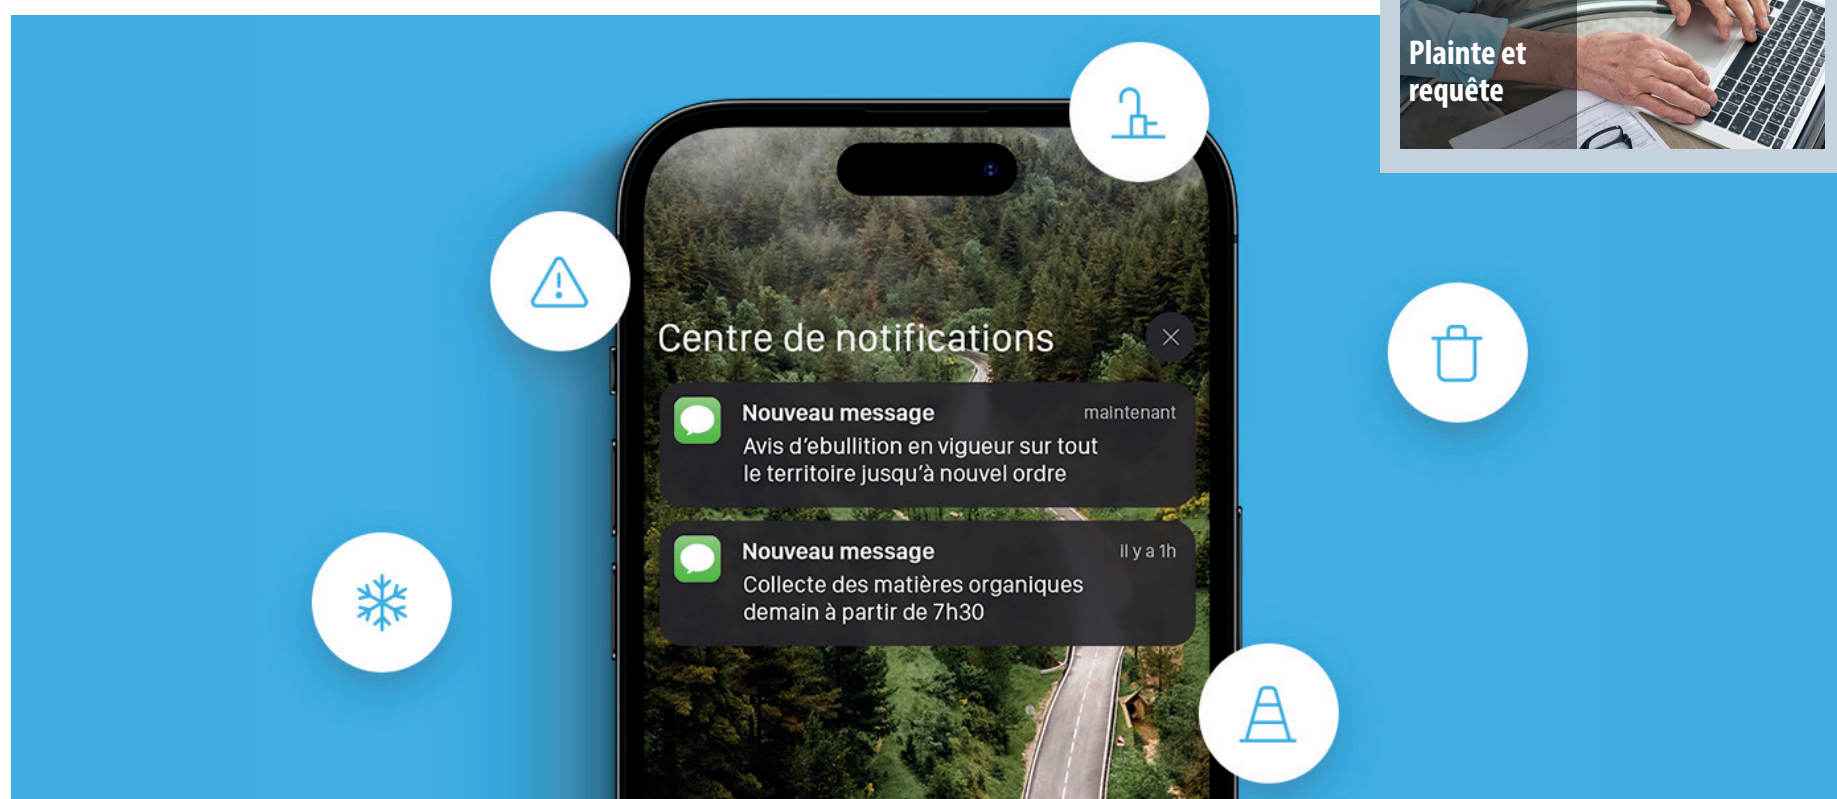 Plainte et
requête
Centre de notifications
Nouveau message
maintenant
Avis d'ebullition en vigueur sur tout
le territoire jusqu'à nouvel ordre
Nouveau message
il y a 1h
Collecte des matières organiques
demain à partir de 7h30